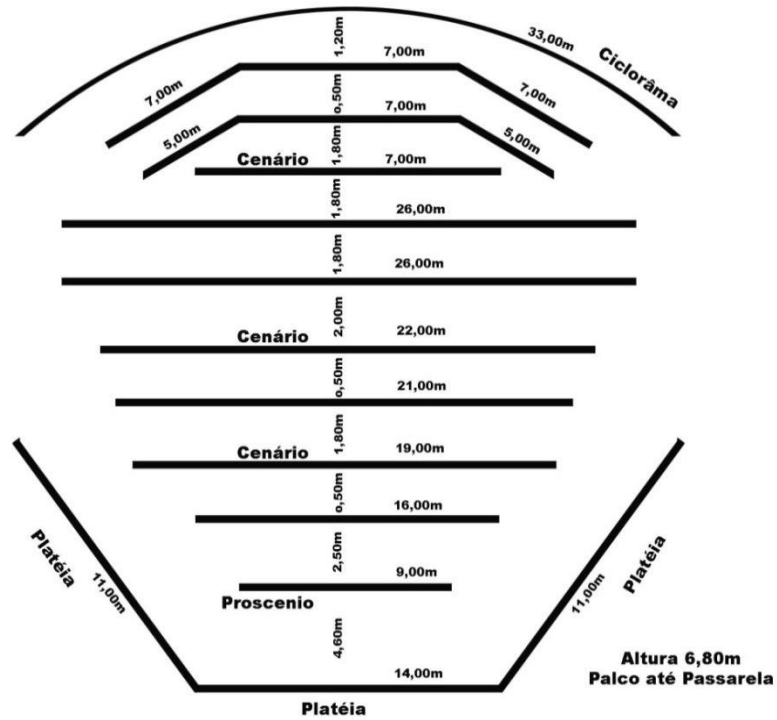 33,00m
Ciclorâma
1,20m
7,00m
7,00m
7,00m
o,50m
7,00m
5,00m
5,00m
Cenário
1,80m
7,00m
1,80m
26,00m
1,80m
26,00m
2,00m
Cenário
22,00m
o,50m
21,00m
1,80m
Cenário
19,00m
o,50m
16,00m
Platéia
11,00m
2,50m
9,00m
Proscenio
11,00m
Platéia
4,60m
14,00m
Platéia
Altura 6,80m
Palco até Passarela